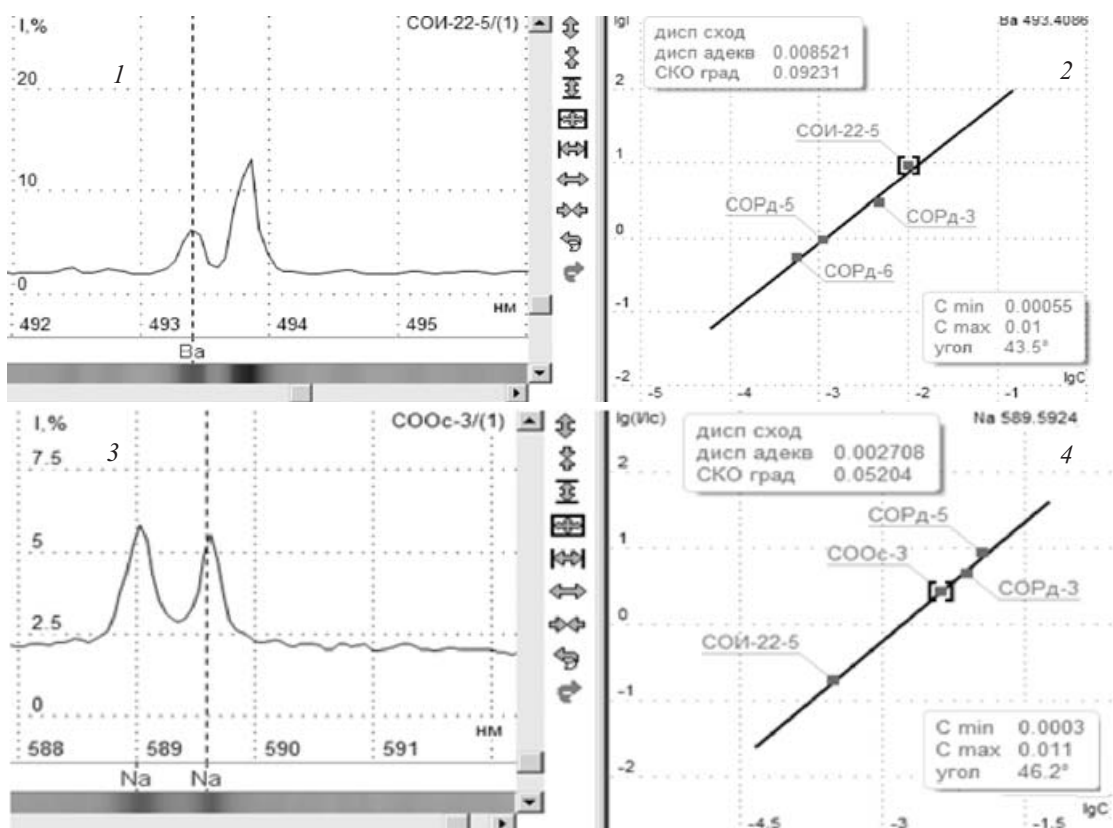 I,%
СОИ-22-5/(1)
1
20
10
0
нм
492 493 494 495
Ba
lgI
Ba 493.4086
дисп сход
дисп адекв 0.008521
СКО град 0.09231
2
2
1
0
-1
-2
СОИ-22-5
СОРд-5
СОРд-3
СОРд-6
C min 0.00055
C max 0.01
угол 43.5°
-5 -4 -3 -2 -1
lgC
I,%
СООс-3/(1)
3
7.5
5
2.5
0
нм
588 589 590 591
Na Na
lg(I/Ic)
Na 589.5924
дисп сход
дисп адекв 0.002708
СКО град 0.05204
4
2
1
0
-1
-2
СОРд-5
СООс-3
СОРд-3
СОИ-22-5
C min 0.0003
C max 0.011
угол 46.2°
-4.5 -3 -1.5
lgC